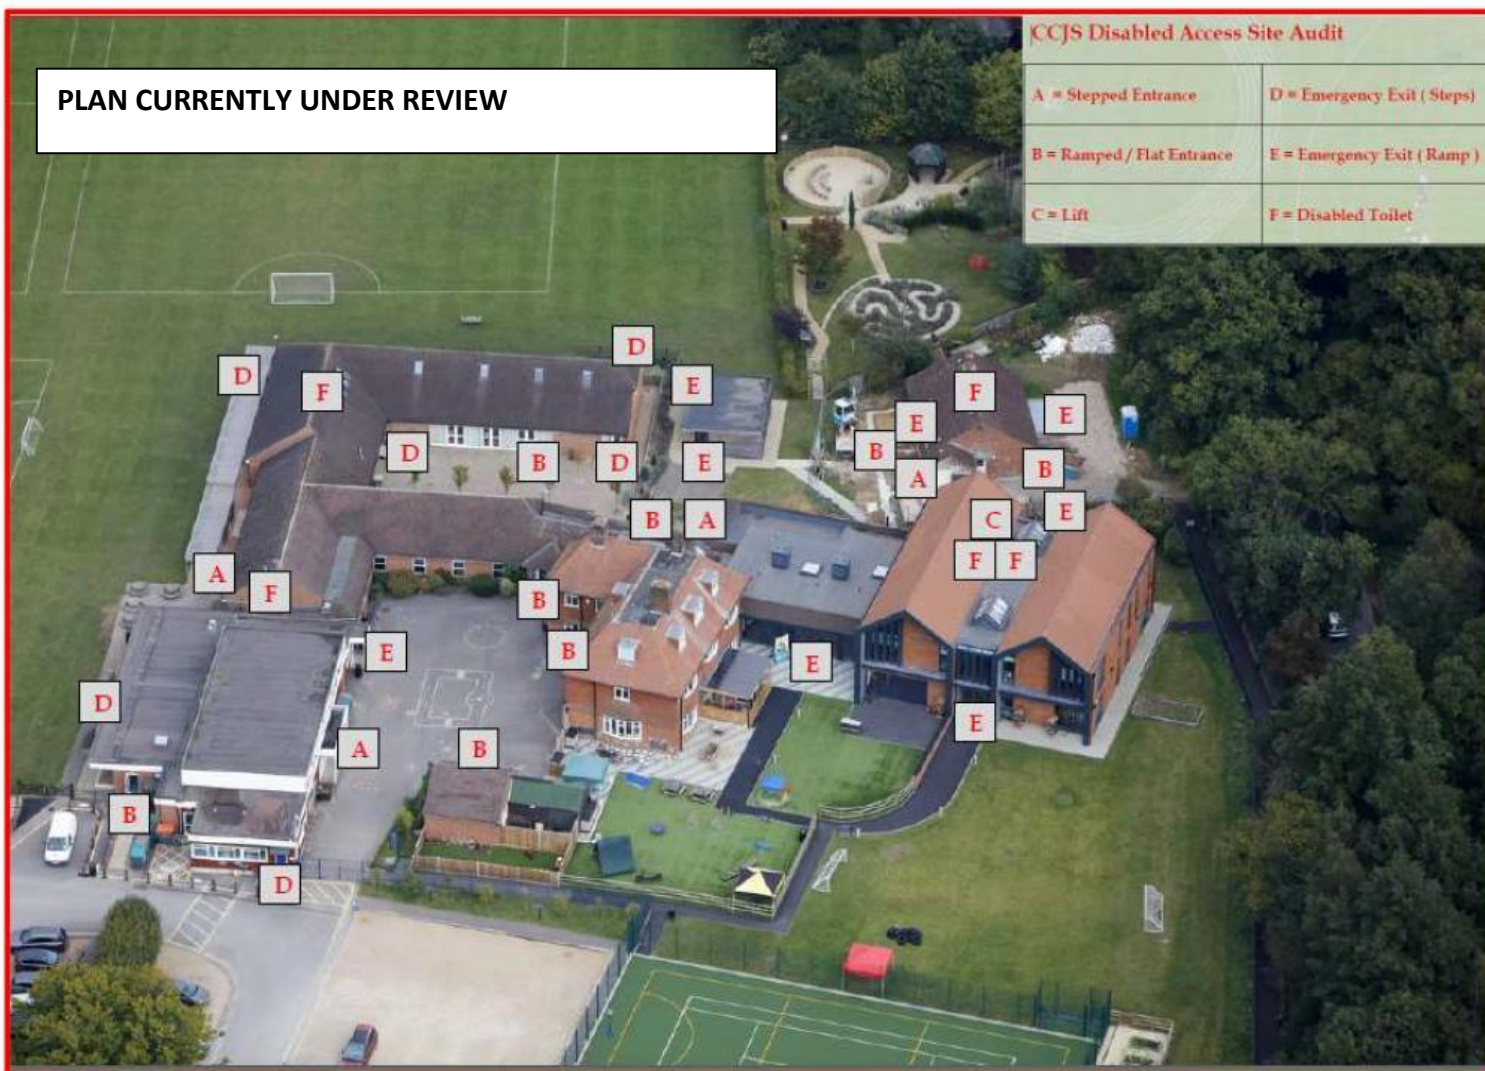 CCJS Disabled Access Site Audit
PLAN CURRENTLY UNDER REVIEW
A = Stepped Entrance
D = Emergency Exit ( Steps)
B = Ramped / Flat Entrance
E = Emergency Exit ( Ramp )
C = Lift
F = Disabled Toilet
D
D
E
F
F
E
E
B
D
B
D
E
B
A
B
B
A
C
E
F
F
A
F
B
B
E
E
D
E
A
B
B
D